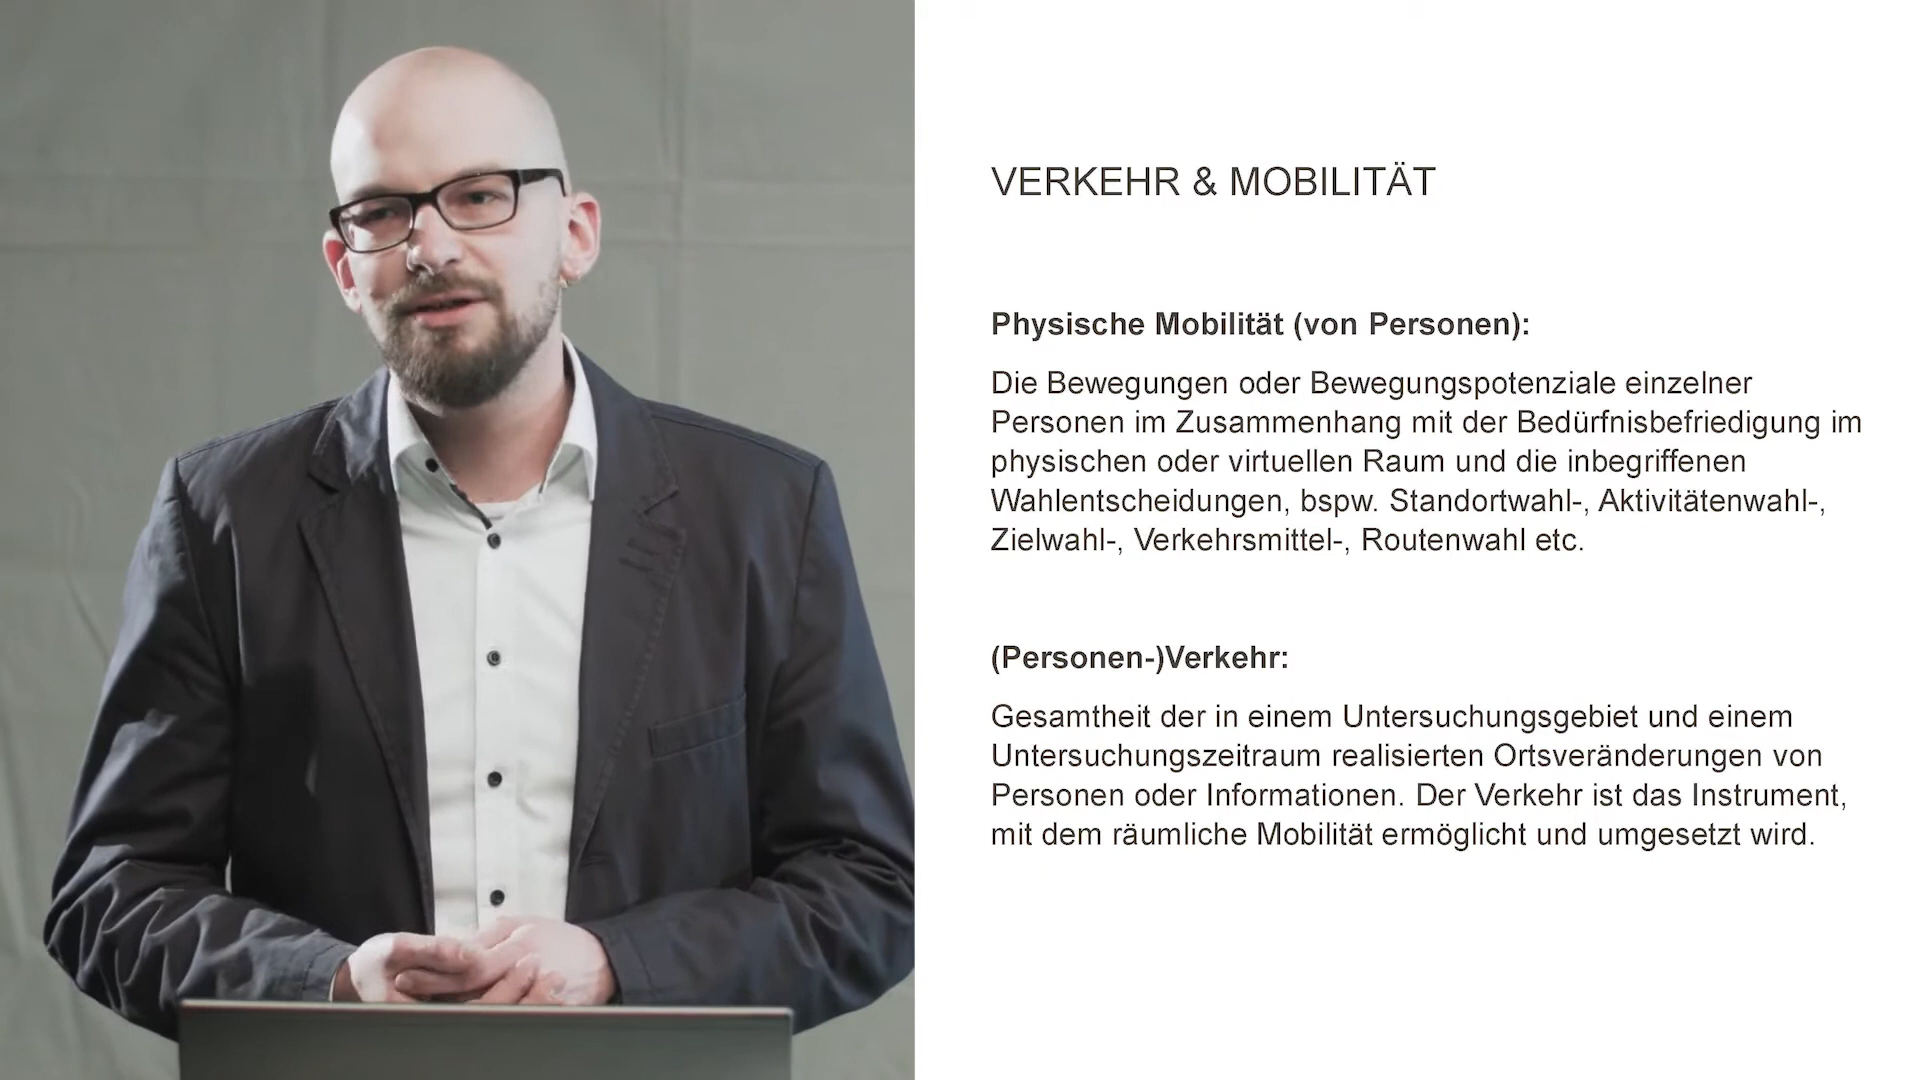 VERKEHR & MOBILITÄT
Physische Mobilität (von Personen):
Die Bewegungen oder Bewegungspotenziale einzelner
Personen im Zusammenhang mit der Bedürfnisbefriedigung im
physischen oder virtuellen Raum und die inbegriffenen
Wahlentscheidungen, bspw. Standortwahl-, Aktivitätenwahl-,
Zielwahl-, Verkehrsmittel-, Routenwahl etc.
(Personen-)Verkehr:
Gesamtheit der in einem Untersuchungsgebiet und einem
Untersuchungszeitraum realisierten Ortsveränderungen von
Personen oder Informationen. Der Verkehr ist das Instrument,
mit dem räumliche Mobilität ermöglicht und umgesetzt wird.